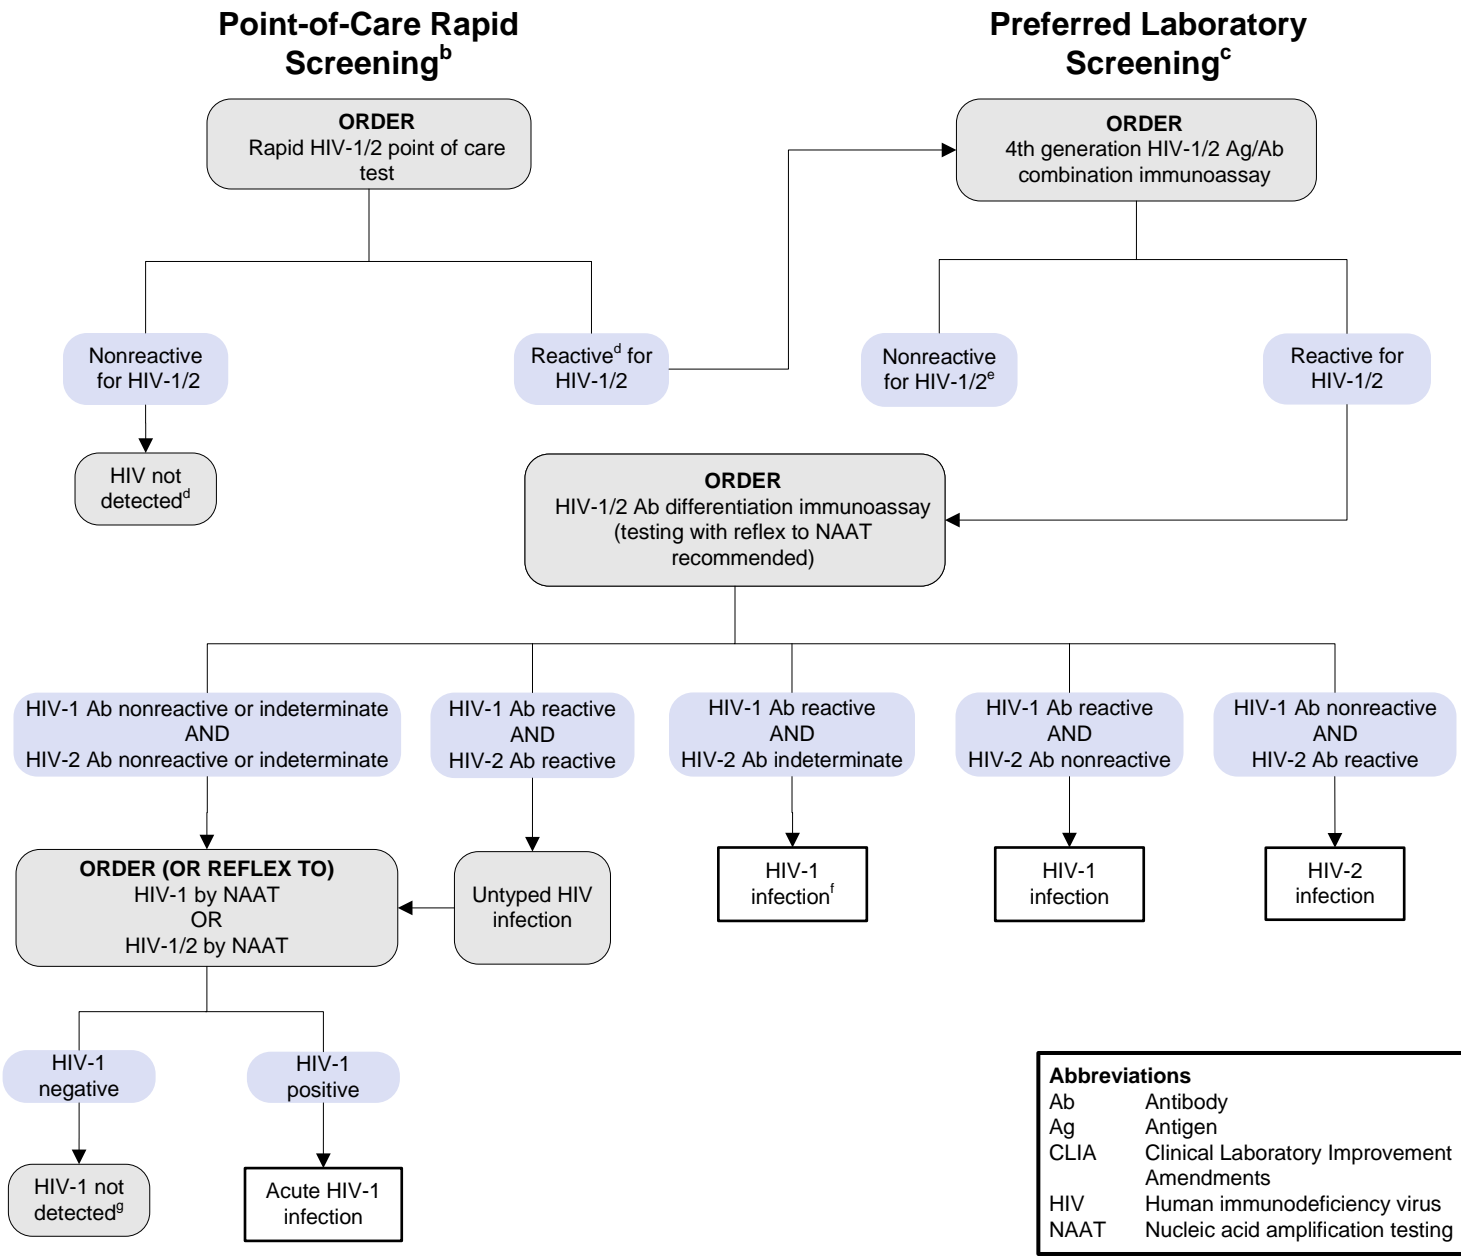 Point-of-Care Rapid
Screening^b
Preferred Laboratory
Screening^c
ORDER
Rapid HIV-1/2 point of care
test
ORDER
4th generation HIV-1/2 Ag/Ab
combination immunoassay
Nonreactive
for HIV-1/2
Reactive^d for
HIV-1/2
Nonreactive
for HIV-1/2^e
Reactive for
HIV-1/2
HIV not
detected^d
ORDER
HIV-1/2 Ab differentiation immunoassay
(testing with reflex to NAAT
recommended)
HIV-1 Ab nonreactive or indeterminate
AND
HIV-2 Ab nonreactive or indeterminate
HIV-1 Ab reactive
AND
HIV-2 Ab reactive
HIV-1 Ab reactive
AND
HIV-2 Ab indeterminate
HIV-1 Ab reactive
AND
HIV-2 Ab nonreactive
HIV-1 Ab nonreactive
AND
HIV-2 Ab reactive
ORDER (OR REFLEX TO)
HIV-1 by NAAT
OR
HIV-1/2 by NAAT
Untyped HIV
infection
HIV-1
infection^f
HIV-1
infection
HIV-2
infection
HIV-1
negative
HIV-1
positive
HIV-1 not
detected^g
Acute HIV-1
infection
Abbreviations
Ab Antibody
Ag Antigen
CLIA Clinical Laboratory Improvement
Amendments
HIV Human immunodeficiency virus
NAAT Nucleic acid amplification testing